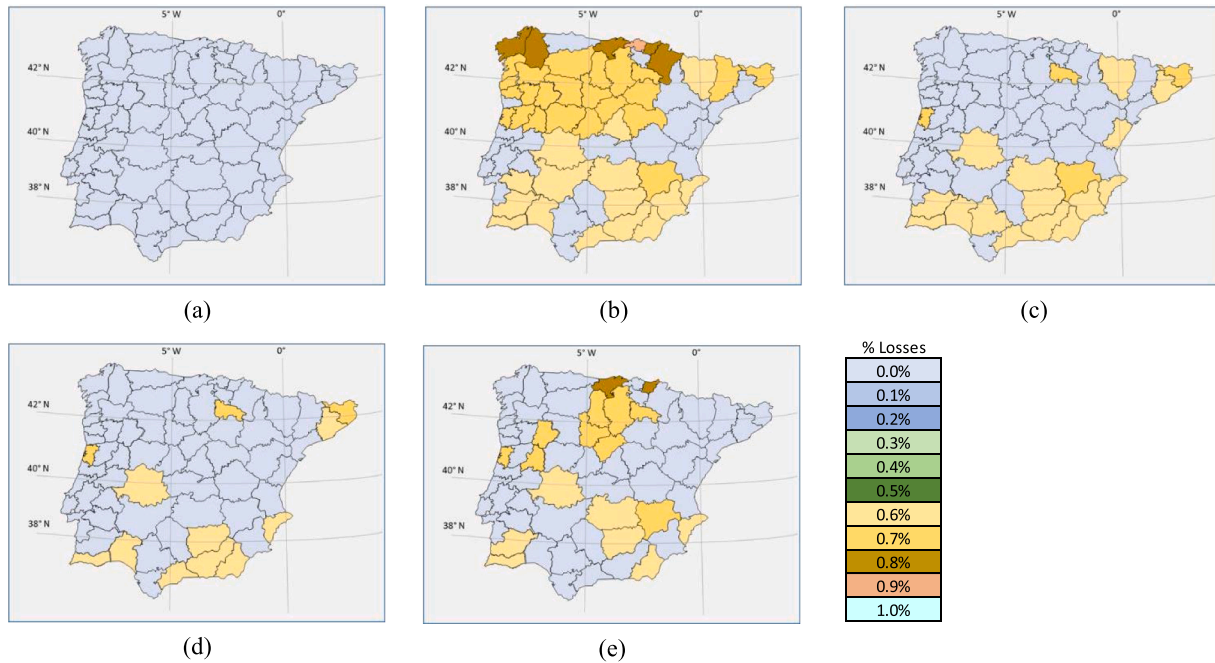 5° W 0°
42° N
40° N
38° N
(a)
5° W 0°
42° N
40° N
38° N
(b)
5° W 0°
42° N
40° N
38° N
(c)
5° W 0°
42° N
40° N
38° N
(d)
5° W 0°
42° N
40° N
38° N
(e)
% Losses
0.0%
0.1%
0.2%
0.3%
0.4%
0.5%
0.6%
0.7%
0.8%
0.9%
1.0%